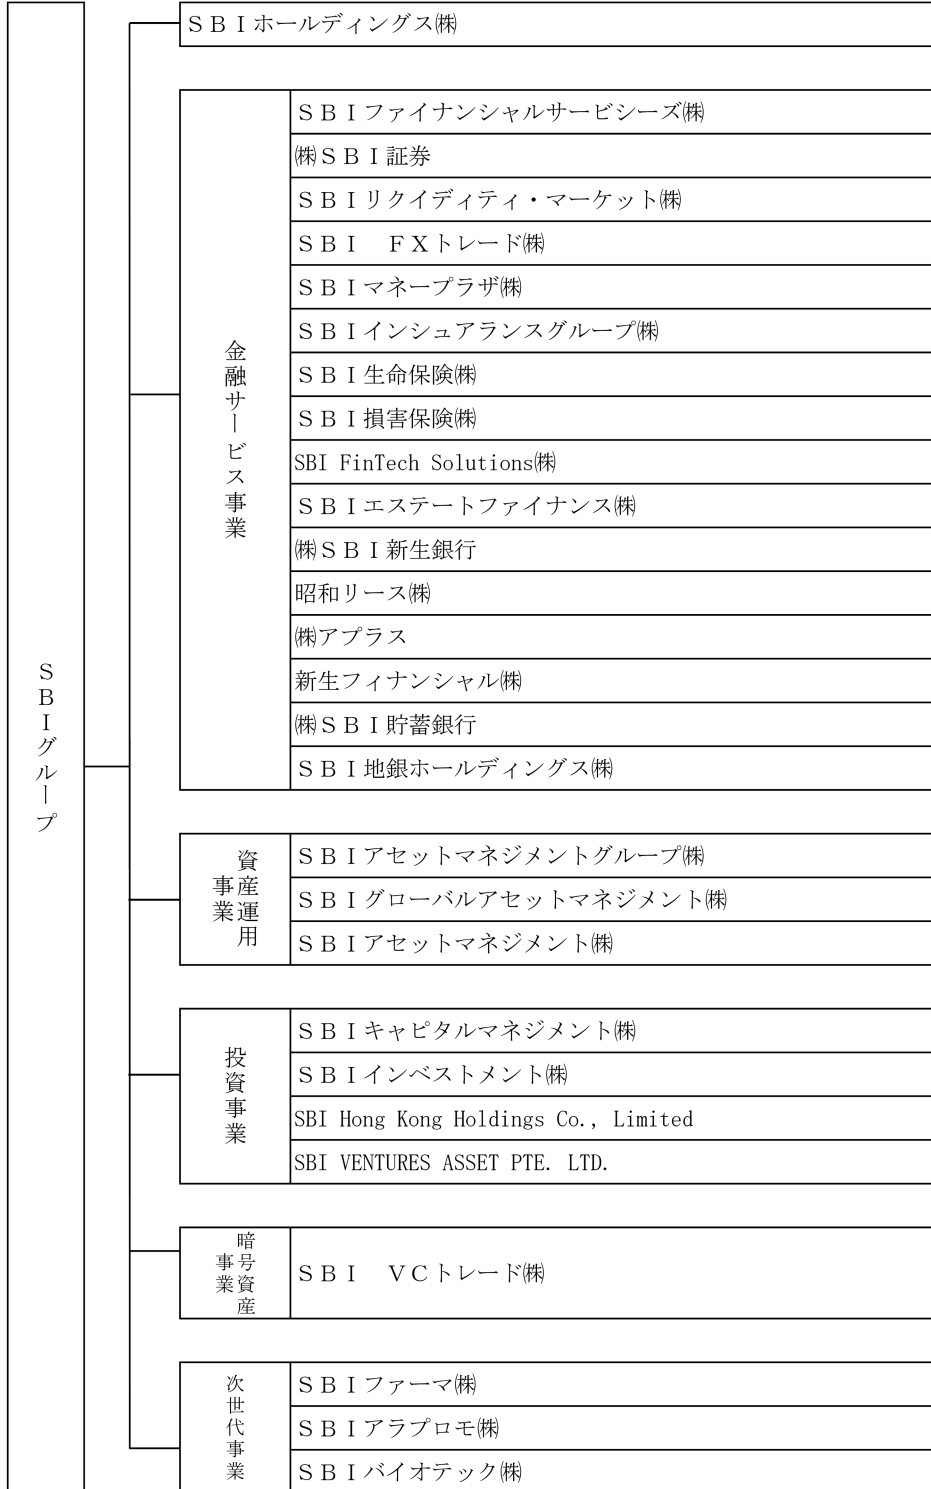 SBIグループ
SBIホールディングス㈱
金融サービス事業
SBIファイナンシャルサービシーズ㈱
㈱SBI証券
SBIリクイディティ・マーケット㈱
SBI FXトレード㈱
SBIマネープラザ㈱
SBIインシュアランスグループ㈱
SBI生命保険㈱
SBI損害保険㈱
SBI FinTech Solutions㈱
SBIエステートファイナンス㈱
㈱SBI新生銀行
昭和リース㈱
㈱アプラス
新生フィナンシャル㈱
㈱SBI貯蓄銀行
SBI地銀ホールディングス㈱
資産運用
事業
SBIアセットマネジメントグループ㈱
SBIグローバルアセットマネジメント㈱
SBIアセットマネジメント㈱
投資事業
SBIキャピタルマネジメント㈱
SBIインベストメント㈱
SBI Hong Kong Holdings Co., Limited
SBI VENTURES ASSET PTE. LTD.
暗号資産
事業
SBI VCトレード㈱
次世代事業
SBIファーマ㈱
SBIアラプロモ㈱
SBIバイオテック㈱